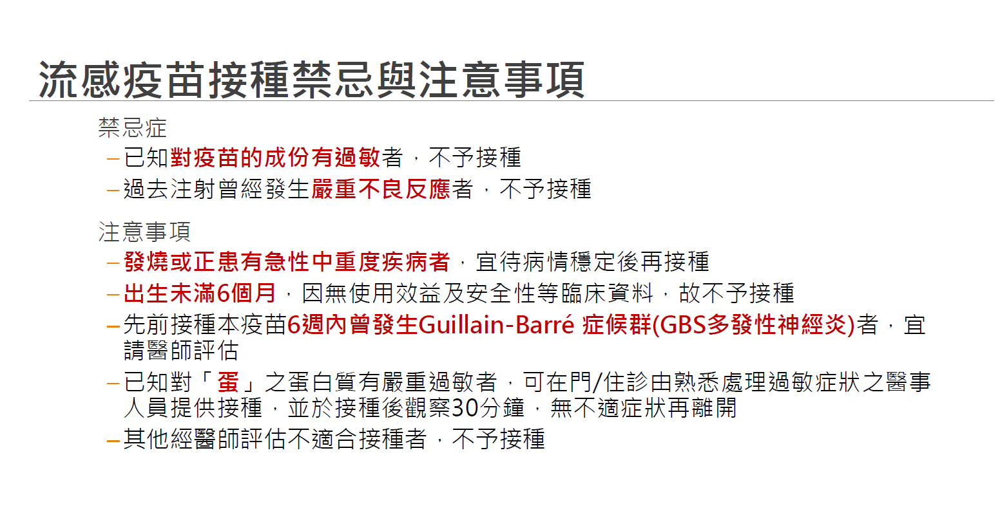 流感疫苗接種禁忌與注意事項
禁忌症
–已知對疫苗的成份有過敏者，不予接種
–過去注射曾經發生嚴重不良反應者，不予接種
注意事項
–發燒或正患有急性中重度疾病者，宜待病情穩定後再接種
–出生未滿6個月，因無使用效益及安全性等臨床資料，故不予接種
–先前接種本疫苗6週內曾發生Guillain-Barré 症候群(GBS多發性神經炎)者，宜
請醫師評估
–已知對「蛋」之蛋白質有嚴重過敏者，可在門/住診由熟悉處理過敏症狀之醫事
人員提供接種，並於接種後觀察30分鐘，無不適症狀再離開
–其他經醫師評估不適合接種者，不予接種